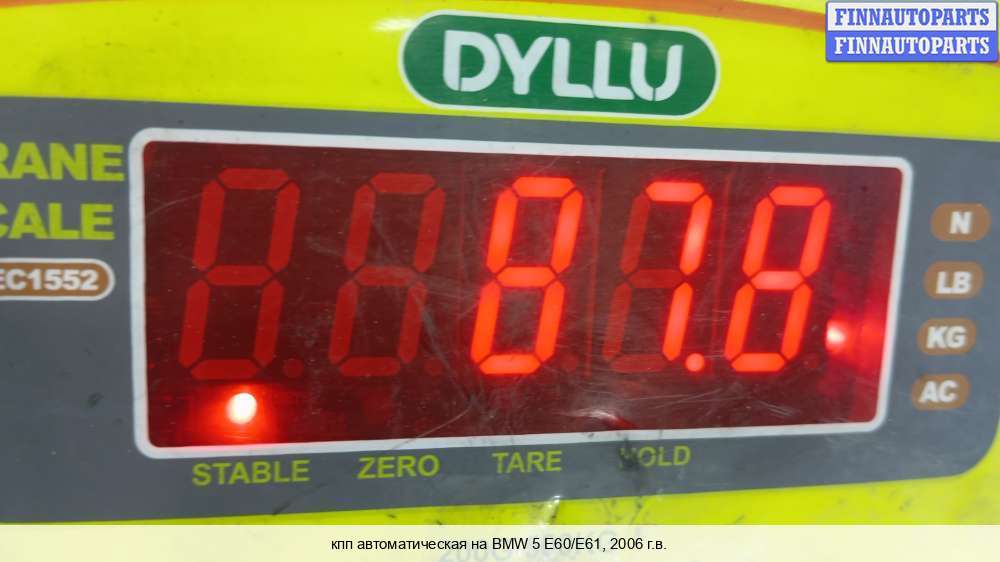 FINNAUTOPARTS
FINNAUTOPARTS
DYLLU
RANE
CALE
EC1552
87.8
N
LB
KG
AC
STABLE ZERO TARE HOLD
кпп автоматическая на BMW 5 E60/E61, 2006 г.в.